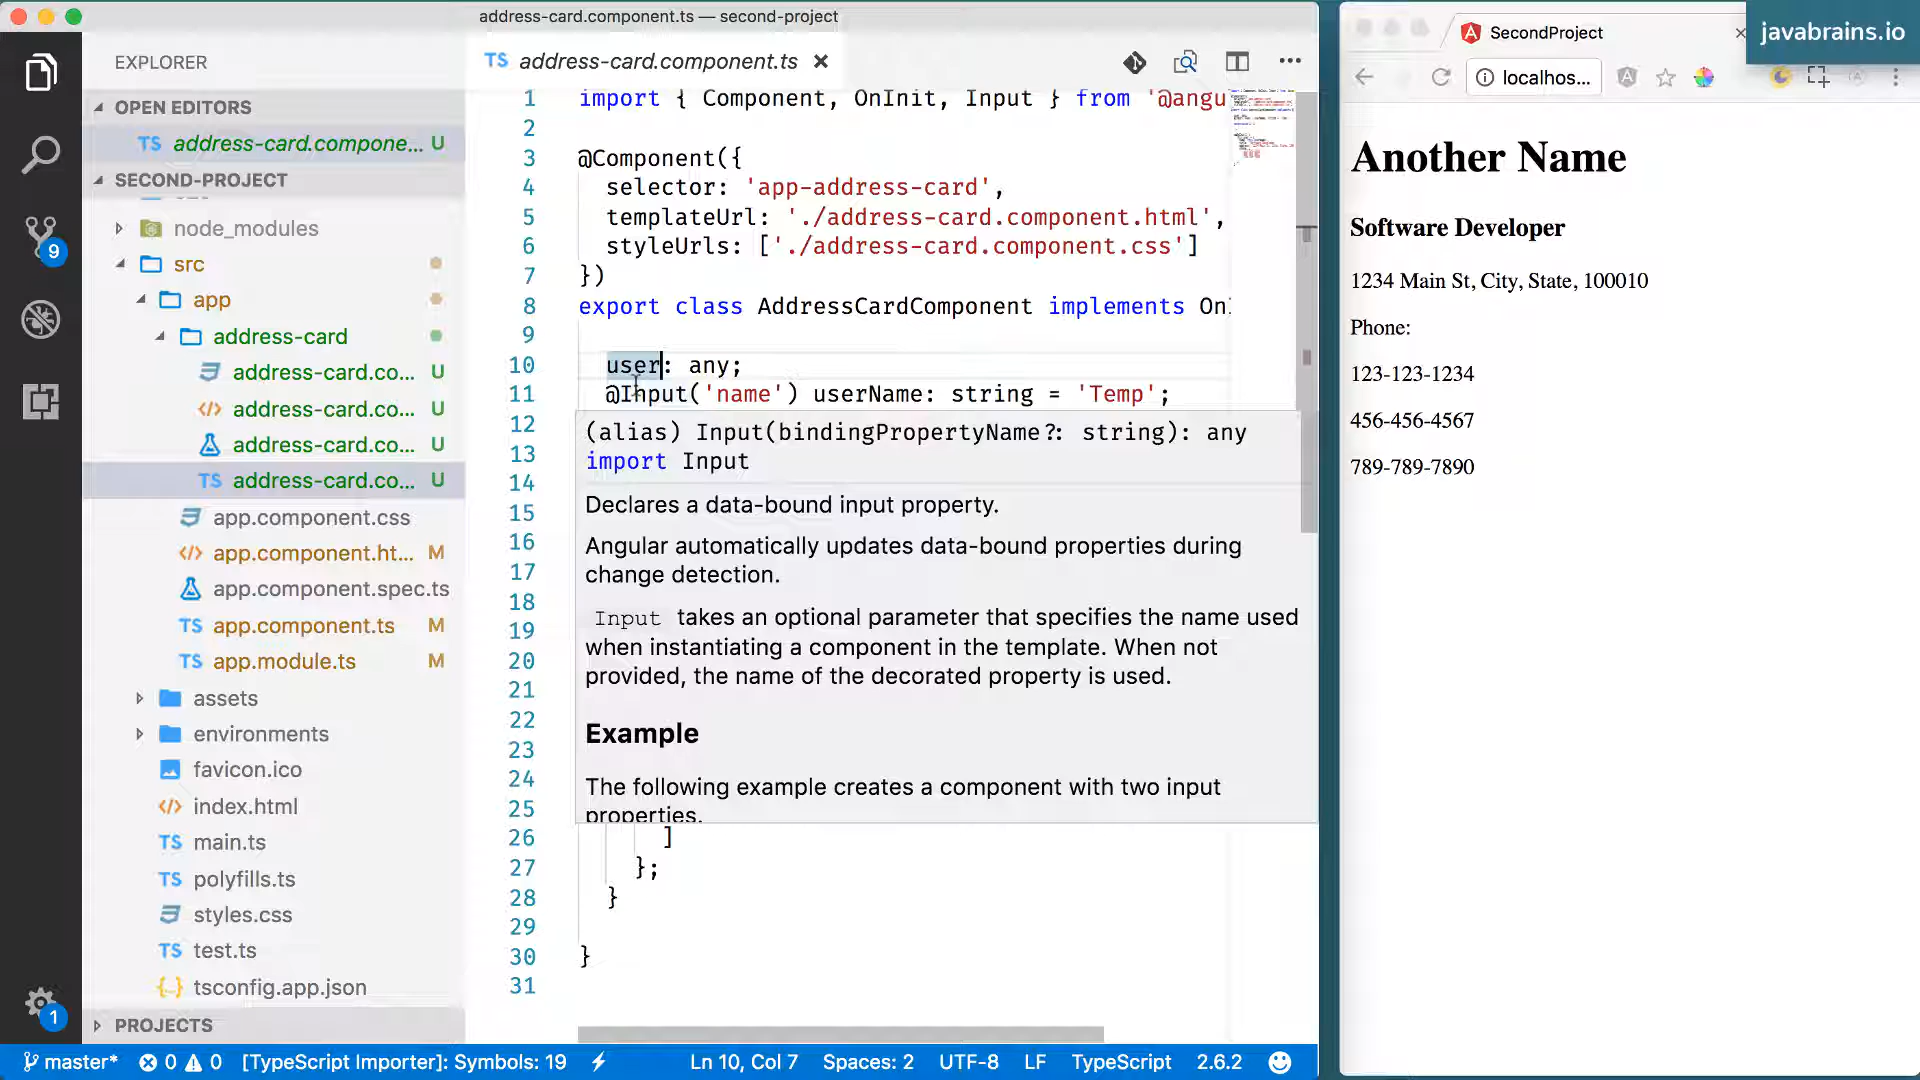 address-card.component.ts — second-project
EXPLORER
OPEN EDITORS
TS address-card.compone... U
SECOND-PROJECT
node_modules
src
app
address-card
address-card.co... U
</> address-card.co... U
address-card.co... U
TS address-card.co... U
app.component.css
</> app.component.ht... M
app.component.spec.ts
TS app.component.ts M
TS app.module.ts M
assets
environments
favicon.ico
</> index.html
TS main.ts
TS polyfills.ts
styles.css
TS test.ts
{..} tsconfig.app.json
PROJECTS
9
1
TS address-card.component.ts ×
1 import { Component, OnInit, Input } from '@angu
2
3 @Component({
4 selector: 'app-address-card',
5 templateUrl: './address-card.component.html',
6 styleUrls: ['./address-card.component.css']
7 })
8 export class AddressCardComponent implements On
9
10 user: any;
11 @Input('name') userName: string = 'Temp';
12
13
14
15
16
17
18
19
20
21
22
23
24
25
26 ]
27 };
28 }
29
30 }
31
(alias) Input(bindingPropertyName?: string): any
import Input
Declares a data-bound input property.
Angular automatically updates data-bound properties during
change detection.
Input takes an optional parameter that specifies the name used
when instantiating a component in the template. When not
provided, the name of the decorated property is used.
Example
The following example creates a component with two input
properties.
master* 0 0 [TypeScript Importer]: Symbols: 19 Ln 10, Col 7 Spaces: 2 UTF-8 LF TypeScript 2.6.2
SecondProject
javabrains.io
localhos...
Another Name
Software Developer
1234 Main St, City, State, 100010
Phone:
123-123-1234
456-456-4567
789-789-7890